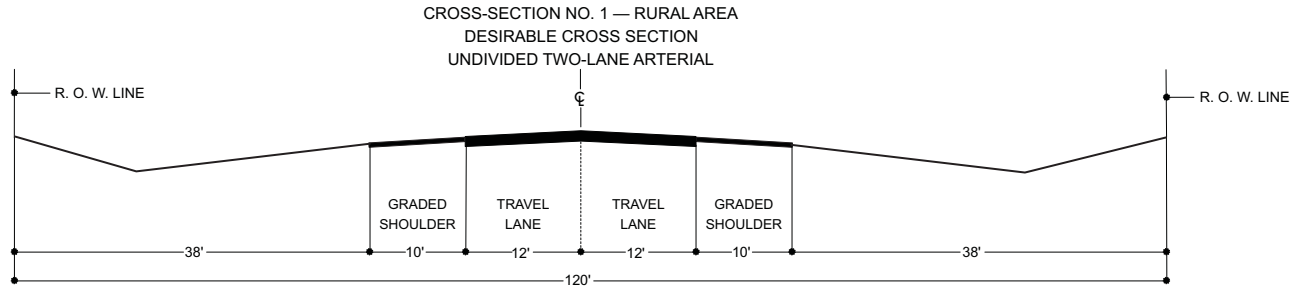 CROSS-SECTION NO. 1 — RURAL AREA
DESIRABLE CROSS SECTION
UNDIVIDED TWO-LANE ARTERIAL
R. O. W. LINE
℄
R. O. W. LINE
GRADED
SHOULDER
TRAVEL
LANE
TRAVEL
LANE
GRADED
SHOULDER
38' 10' 12' 12' 10' 38'
120'